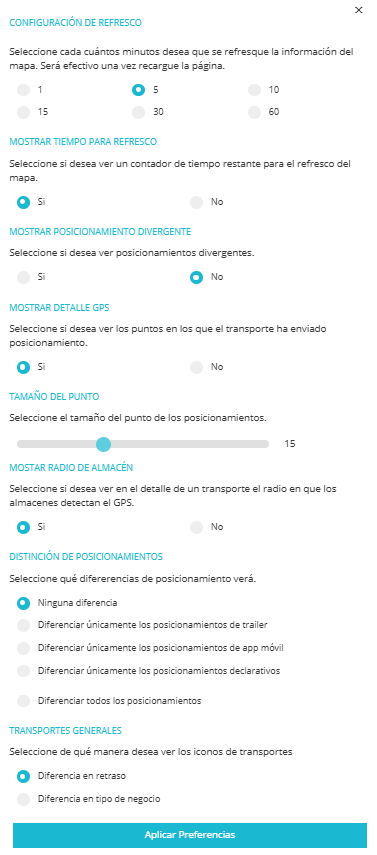 ×
CONFIGURACIÓN DE REFRESCO
Seleccione cada cuántos minutos desea que se refresque la información del
mapa. Será efectivo una vez recargue la página.
1 5 10
15 30 60
MOSTRAR TIEMPO PARA REFRESCO
Seleccione si desea ver un contador de tiempo restante para el refresco del
mapa.
Si No
MOSTRAR POSICIONAMIENTO DIVERGENTE
Seleccione si desea ver posicionamientos divergentes.
Si No
MOSTRAR DETALLE GPS
Seleccione si desea ver los puntos en los que el transporte ha enviado
posicionamiento.
Si No
TAMAÑO DEL PUNTO
Seleccione el tamaño del punto de los posicionamientos.
15
MOSTAR RADIO DE ALMACÉN
Seleccione si desea ver en el detalle de un transporte el radio en que los
almacenes detectan el GPS.
Si No
DISTINCIÓN DE POSICIONAMIENTOS
Seleccione qué difererencias de posicionamiento verá.
Ninguna diferencia
Diferenciar únicamente los posicionamientos de trailer
Diferenciar únicamente los posicionamientos de app móvil
Diferenciar únicamente los posicionamientos declarativos
Diferenciar todos los posicionamientos
TRANSPORTES GENERALES
Seleccione de qué manera desea ver los iconos de transportes
Diferencia en retraso
Diferencia en tipo de negocio
Aplicar Preferencias